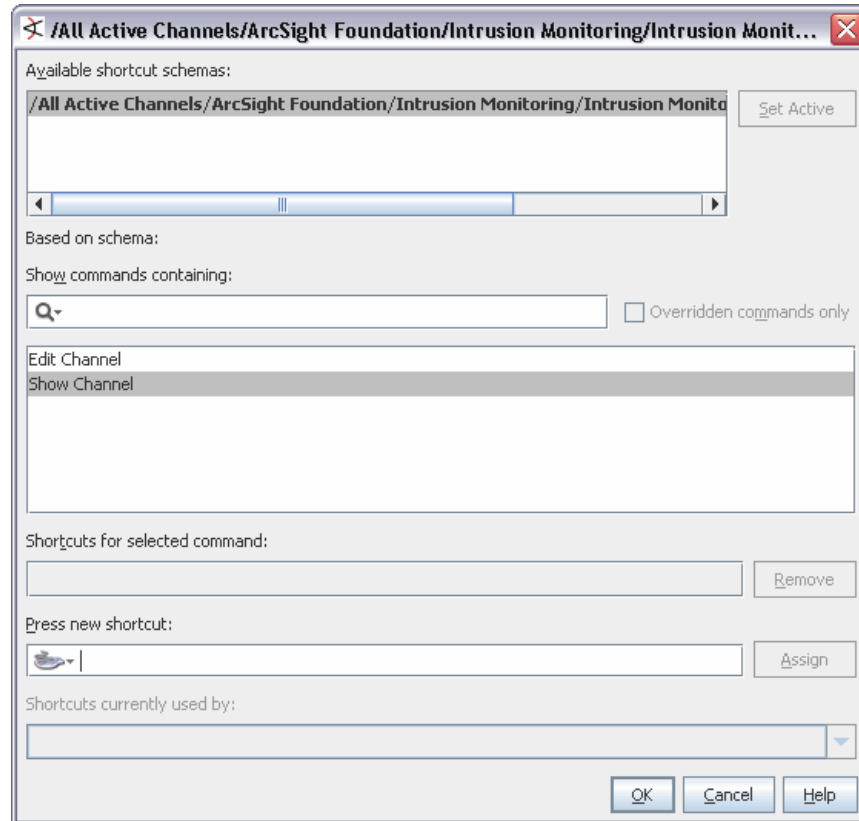 /All Active Channels/ArcSight Foundation/Intrusion Monitoring/Intrusion Monit...
Available shortcut schemas:
/All Active Channels/ArcSight Foundation/Intrusion Monitoring/Intrusion Monito
Set Active
Based on schema:
Show commands containing:
Overridden commands only
Edit Channel
Show Channel
Shortcuts for selected command:
Remove
Press new shortcut:
Assign
Shortcuts currently used by:
OK Cancel Help